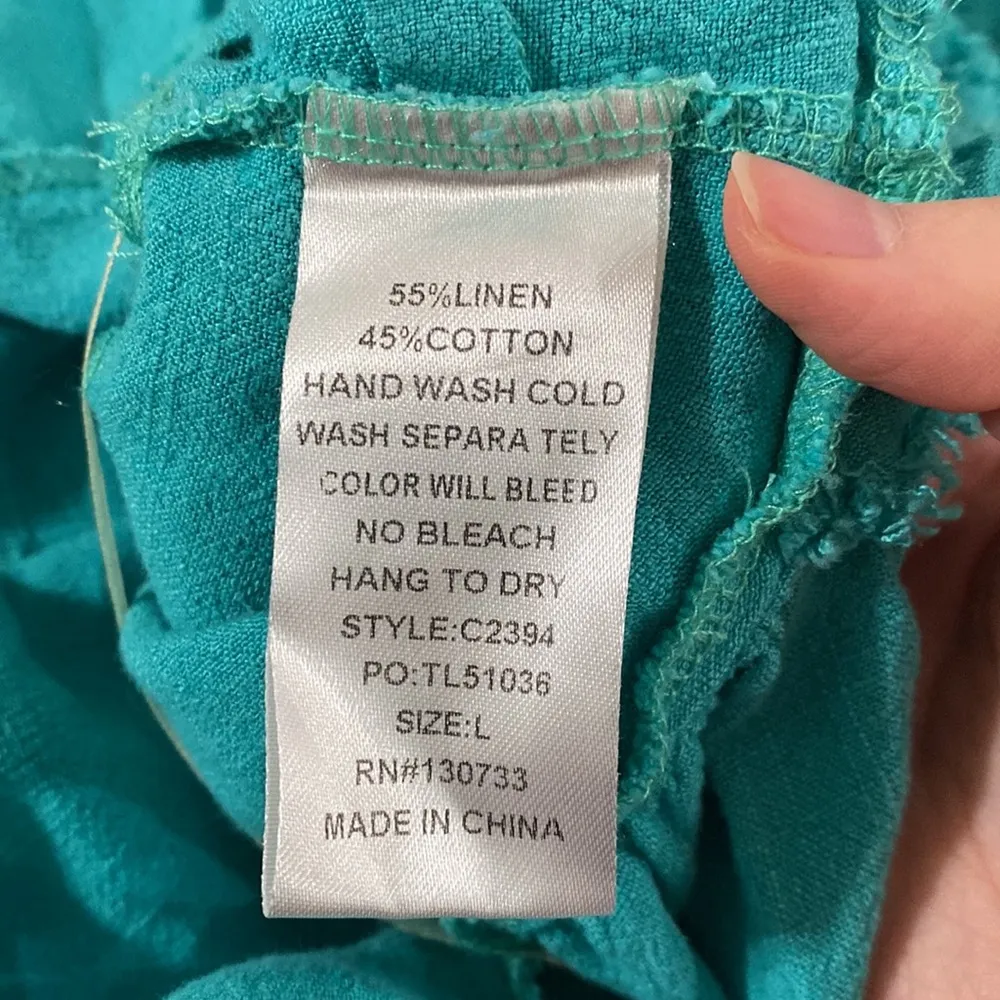 55%LINEN
45%COTTON
HAND WASH COLD
WASH SEPARA TELY
COLOR WILL BLEED
NO BLEACH
HANG TO DRY
STYLE:C2394
PO:TL51036
SIZE:L
RN#130733
MADE IN CHINA